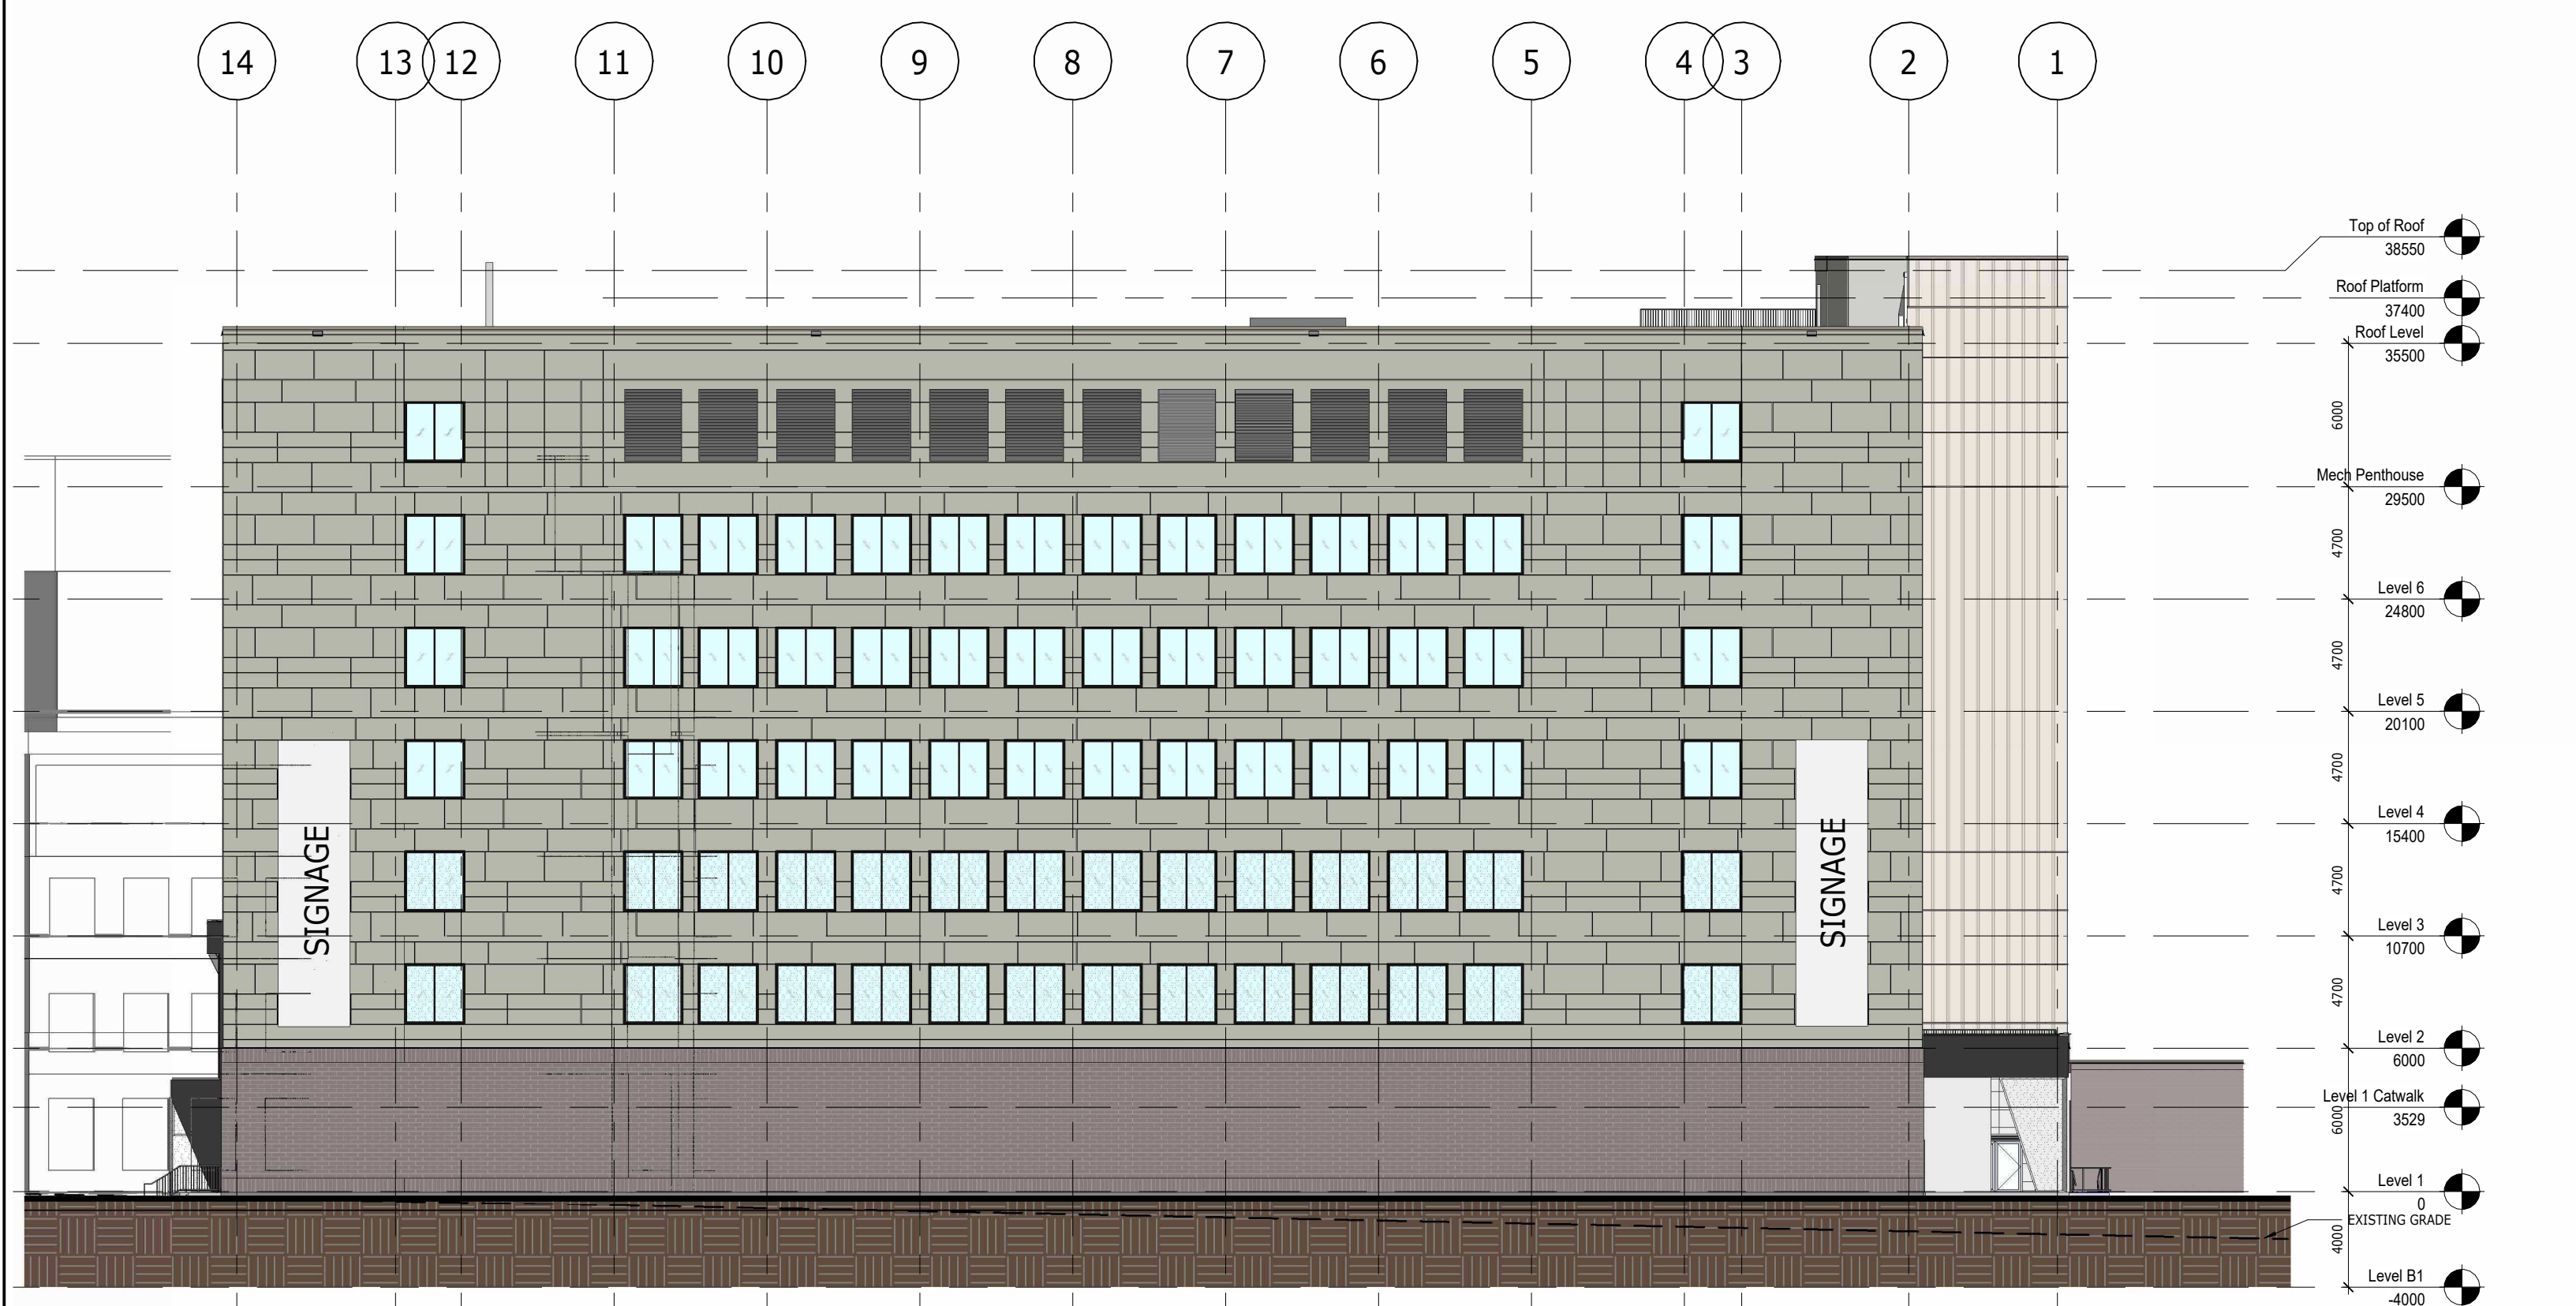 14 13 12 11 10 9 8 7 6 5 4 3 2 1
Top of Roof
38550
Roof Platform
37400
Roof Level
35500
6000
Mech Penthouse
29500
4700
Level 6
24800
4700
Level 5
20100
4700
Level 4
15400
4700
Level 3
10700
4700
Level 2
6000
Level 1 Catwalk
3529
6000
Level 1
0
EXISTING GRADE
4000
Level B1
-4000
SIGNAGE
SIGNAGE